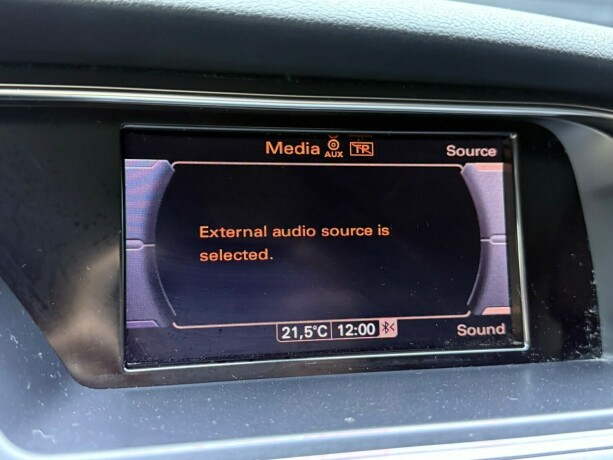 Media AUX TP Source
External audio source is
selected.
21,5°C 12:00 Sound